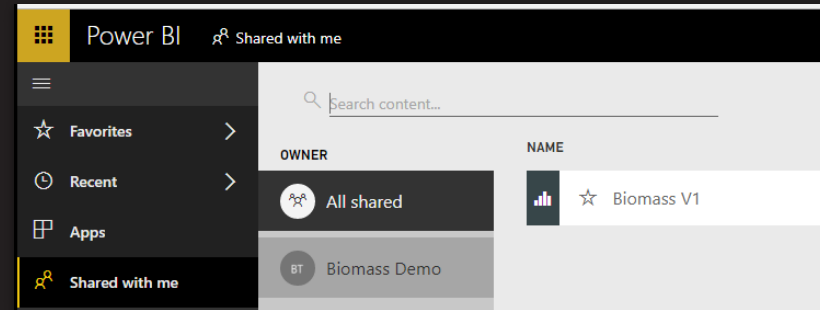 Power BI Shared with me
Search content...
Favorites
Recent
Apps
Shared with me
OWNER
All shared
BT Biomass Demo
NAME
Biomass V1